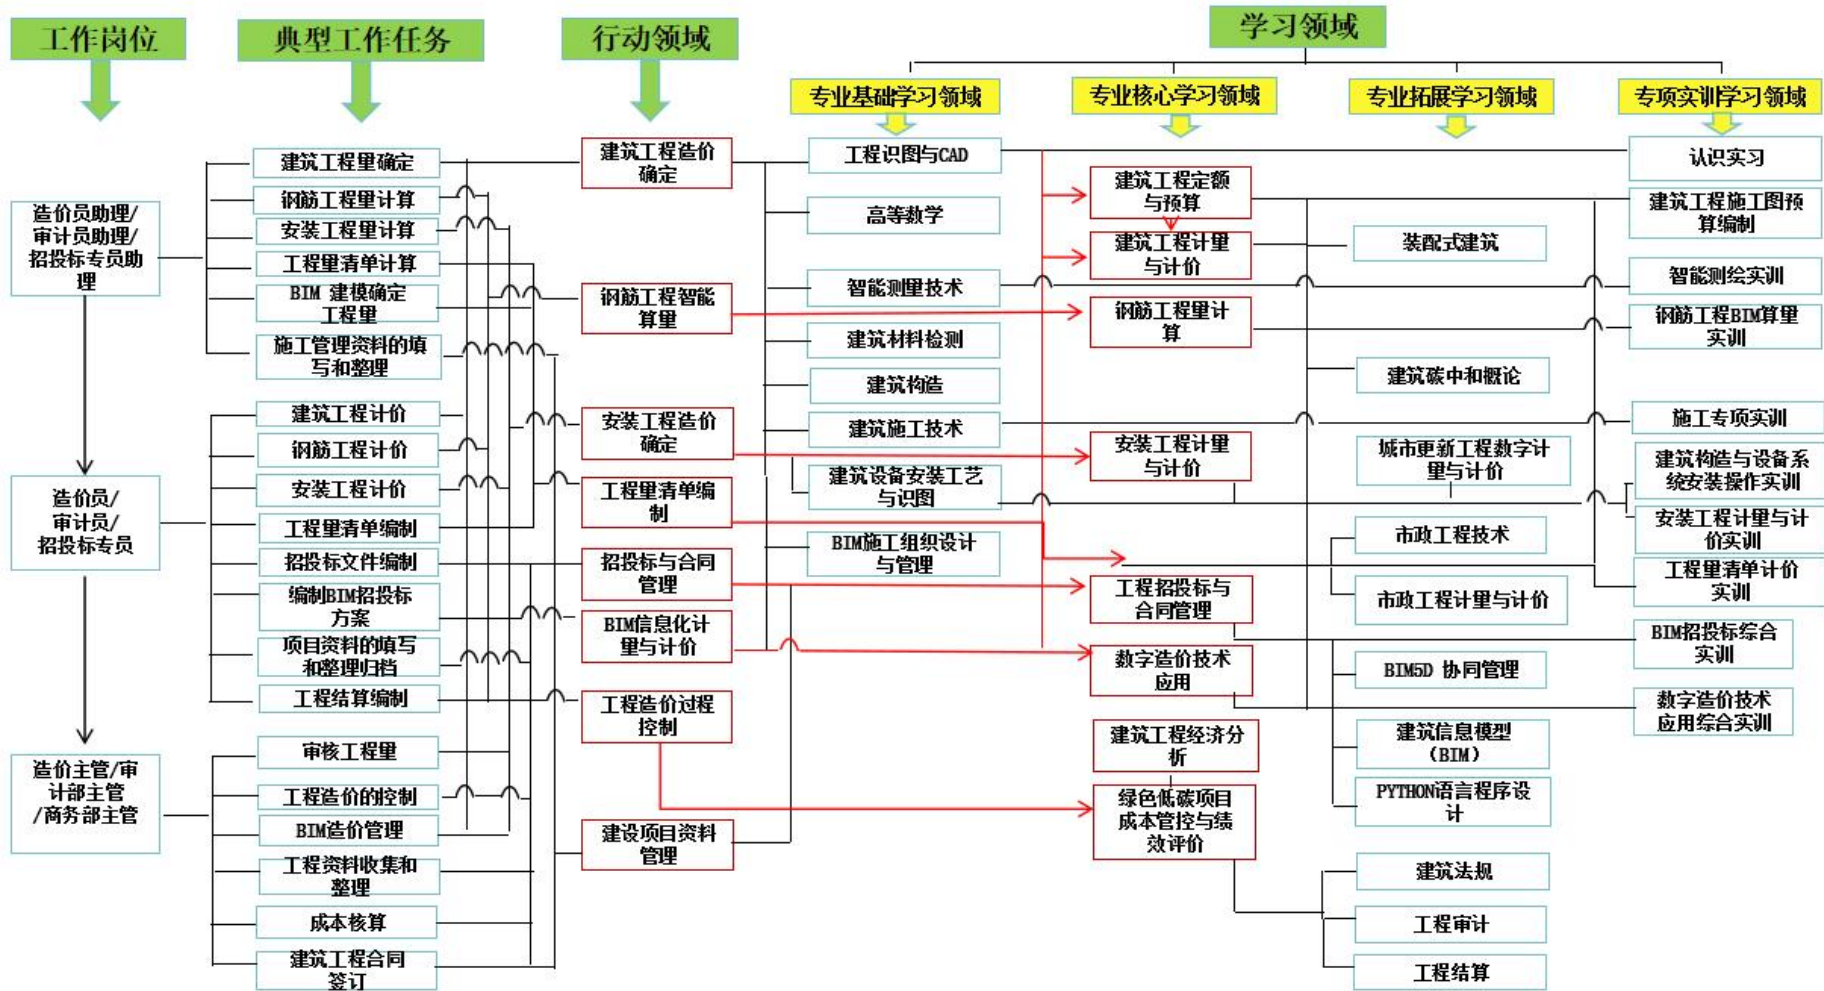 工作岗位
典型工作任务
行动领域
学习领域
专业基础学习领域
专业核心学习领域
专业拓展学习领域
专项实训学习领域
造价员助理/
审计员助理/
招投标专员助
理
造价员/
审计员/
招投标专员
造价主管/审
计部主管
/商务部主管
建筑工程量确定
钢筋工程量计算
安装工程量计算
工程量清单计算
BIM 建模确定
工程量
施工管理资料的填
写和整理
建筑工程计价
钢筋工程计价
安装工程计价
工程量清单编制
招投标文件编制
编制BIM招投标
方案
项目资料的填写
和整理归档
工程结算编制
审核工程量
工程造价的控制
BIM造价管理
工程资料收集和
整理
成本核算
建筑工程合同
签订
建筑工程造价
确定
钢筋工程智能
算量
安装工程造价
确定
工程量清单编
制
招投标与合同
管理
BIM信息化计
量与计价
工程造价过程
控制
建设项目资料
管理
工程识图与CAD
高等数学
智能测量技术
建筑材料检测
建筑构造
建筑施工技术
建筑设备安装工艺
与识图
BIM施工组织设计
与管理
建筑工程定额
与预算
建筑工程计量
与计价
钢筋工程量计
算
安装工程计量
与计价
工程招投标与
合同管理
数字造价技术
应用
建筑工程经济分
析
绿色低碳项目
成本管控与绩
效评价
装配式建筑
建筑碳中和概论
城市更新工程数字计
量与计价
市政工程技术
市政工程计量与计价
BIM5D 协同管理
建筑信息模型
（BIM）
PYTHON语言程序设
计
建筑法规
工程审计
工程结算
认识实习
建筑工程施工图预
算编制
智能测绘实训
钢筋工程BIM算量
实训
施工专项实训
建筑构造与设备系
统安装操作实训
安装工程计量与计
价实训
工程量清单计价
实训
BIM招投标综合
实训
数字造价技术
应用综合实训